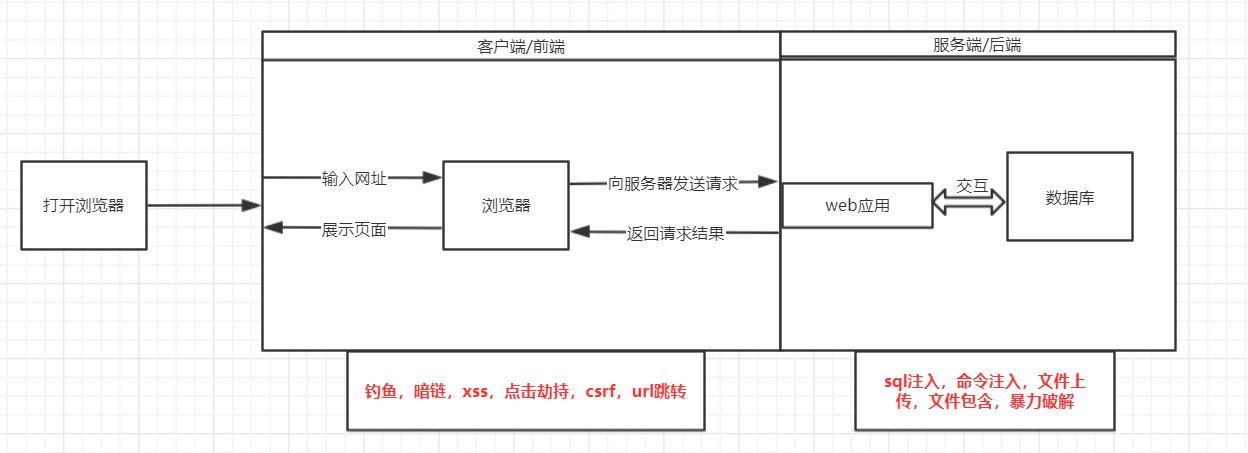 客户端/前端
服务端/后端
打开浏览器
输入网址
展示页面
浏览器
向服务器发送请求
返回请求结果
web应用
交互
数据库
钓鱼，暗链，xss，点击劫持，csrf，url跳转
sql注入，命令注入，文件上
传，文件包含，暴力破解